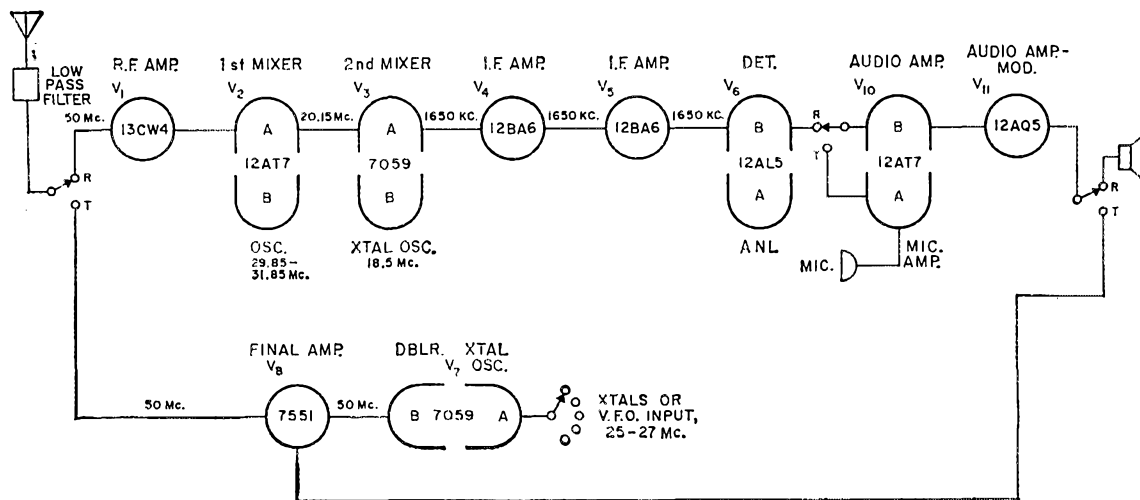 LOW
PASS
FILTER
50 Mc.
R
T
R.F. AMP.
V1
13CW4
1st MIXER
V2
A
12AT7
B
OSC.
29.85–
31.85 Mc.
20.15 Mc.
2nd MIXER
V3
A
7059
B
XTAL OSC.
18.5 Mc.
1650 KC.
I.F. AMP.
V4
12BA6
1650 KC.
I.F. AMP.
V5
12BA6
1650 KC.
DET.
V6
B
12AL5
A
ANL
R
T
AUDIO AMP.
V10
B
12AT7
A
MIC.
AMP.
MIC.
AUDIO AMP.-
MOD.
V11
12AQ5
R
T
FINAL AMP.
V8
7551
50 Mc.
50 Mc.
DBLR. XTAL
V7 OSC.
B 7059 A
XTALS OR
V.F.O. INPUT,
25-27 Mc.